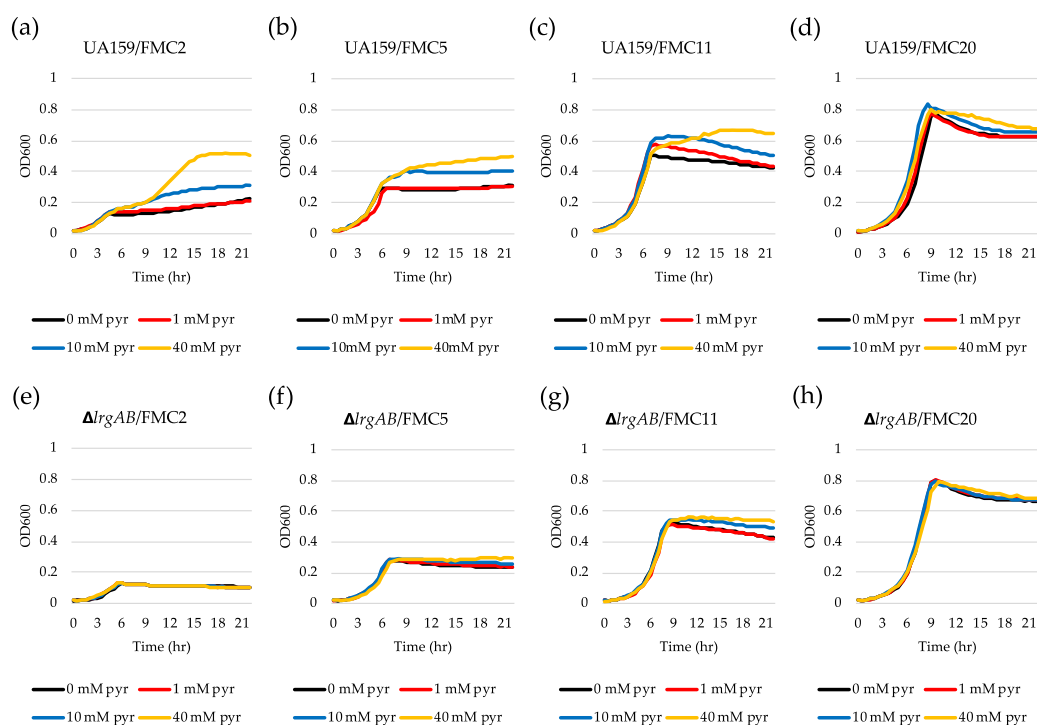 (a)
UA159/FMC2
1
0.8
0.6
0.4
0.2
0
OD600
0 3 6 9 12 15 18 21
Time (hr)
0 mM pyr 1 mM pyr
10 mM pyr 40 mM pyr
(b)
UA159/FMC5
1
0.8
0.6
0.4
0.2
0
OD600
0 3 6 9 12 15 18 21
Time (hr)
0 mM pyr 1mM pyr
10mM pyr 40mM pyr
(c)
UA159/FMC11
1
0.8
0.6
0.4
0.2
0
OD600
0 3 6 9 12 15 18 21
Time (hr)
0 mM pyr 1 mM pyr
10 mM pyr 40 mM pyr
(d)
UA159/FMC20
1
0.8
0.6
0.4
0.2
0
OD600
0 3 6 9 12 15 18 21
Time (hr)
0 mM pyr 1 mM pyr
10 mM pyr 40 mM pyr
(e)
ΔlrgAB/FMC2
1
0.8
0.6
0.4
0.2
0
OD600
0 3 6 9 12 15 18 21
Time (hr)
0 mM pyr 1 mM pyr
10 mM pyr 40 mM pyr
(f)
ΔlrgAB/FMC5
1
0.8
0.6
0.4
0.2
0
OD600
0 3 6 9 12 15 18 21
Time (hr)
0 mM pyr 1 mM pyr
10 mM pyr 40 mM pyr
(g)
ΔlrgAB/FMC11
1
0.8
0.6
0.4
0.2
0
OD600
0 3 6 9 12 15 18 21
Time (hr)
0 mM pyr 1 mM pyr
10 mM pyr 40 mM pyr
(h)
ΔlrgAB/FMC20
1
0.8
0.6
0.4
0.2
0
OD600
0 3 6 9 12 15 18 21
Time (hr)
0 mM pyr 1 mM pyr
10 mM pyr 40 mM pyr